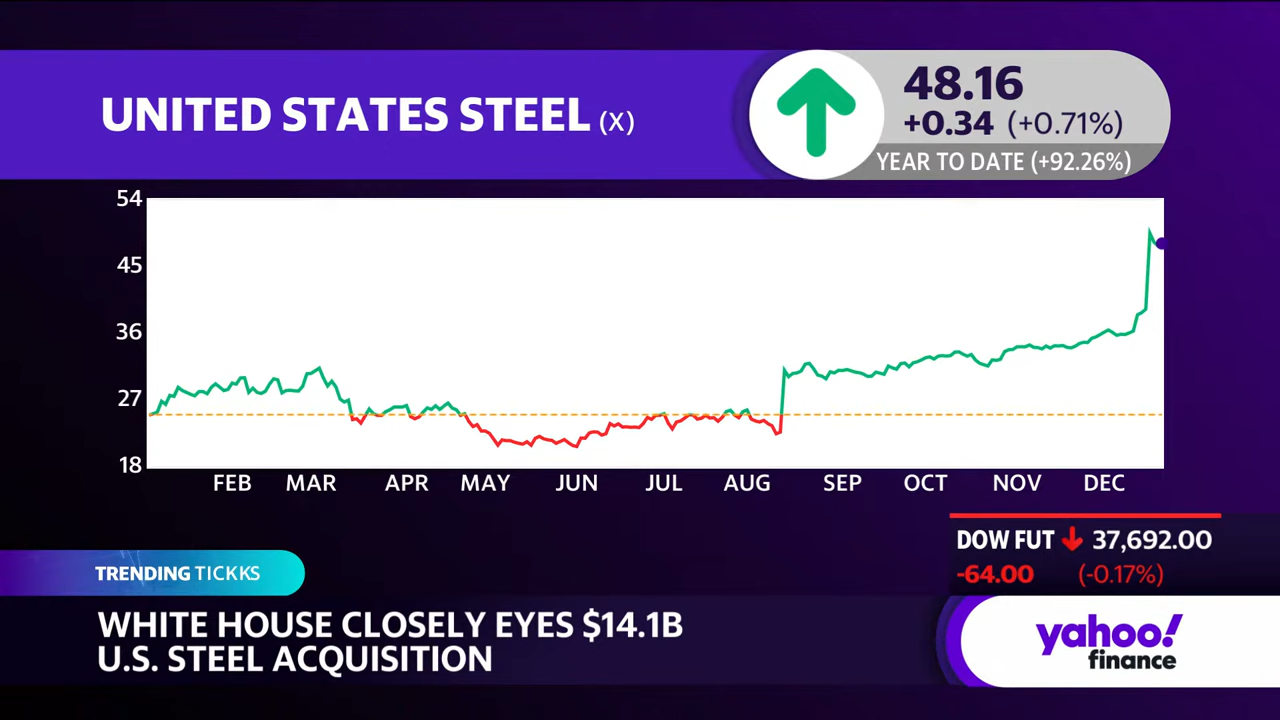 UNITED STATES STEEL (X)
48.16
+0.34 (+0.71%)
YEAR TO DATE (+92.26%)
54
45
36
27
18
FEB MAR APR MAY JUN JUL AUG SEP OCT NOV DEC
DOW FUT 37,692.00
-64.00 (-0.17%)
TRENDING TICKKS
WHITE HOUSE CLOSELY EYES $14.1B
U.S. STEEL ACQUISITION
yahoo!
finance